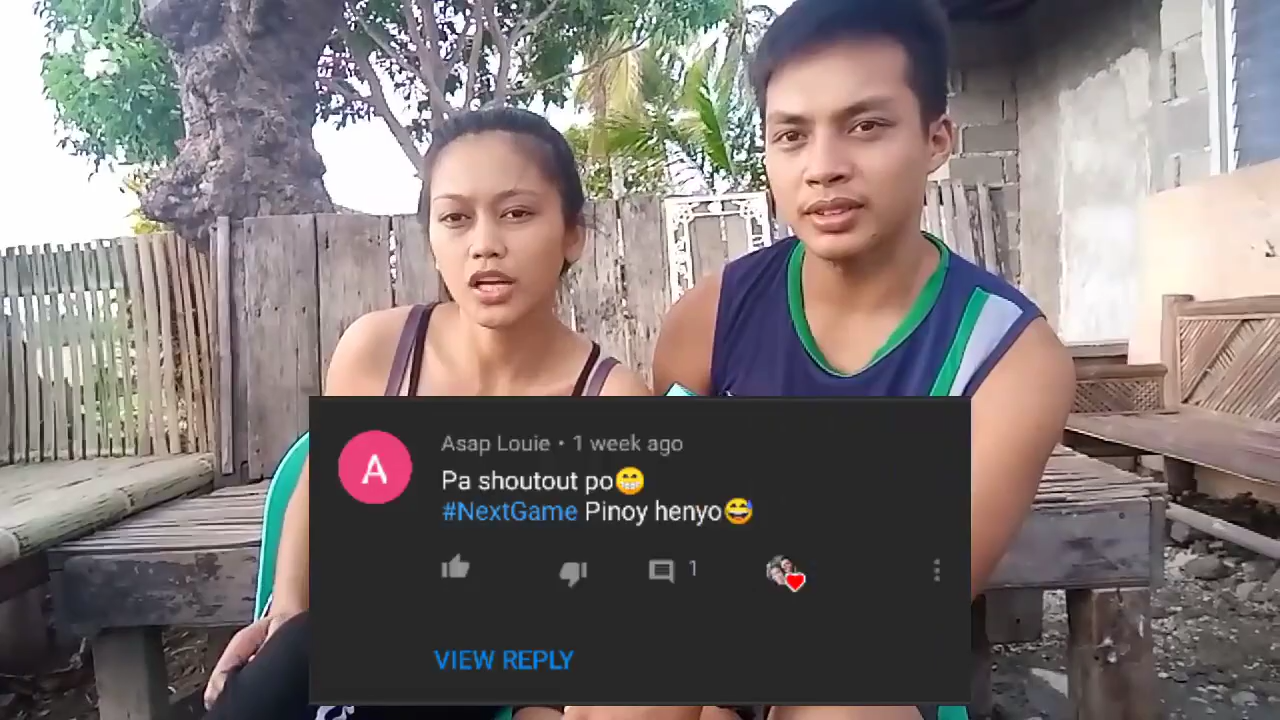 A
Asap Louie • 1 week ago
Pa shoutout po😁
#NextGame Pinoy henyo😅
1
VIEW REPLY